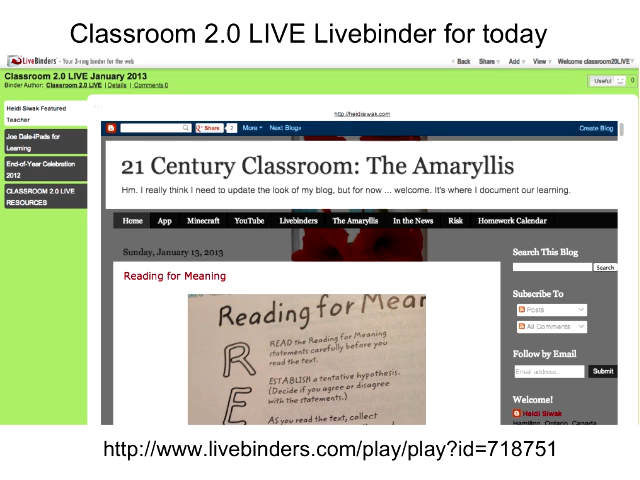 Classroom 2.0 LIVE Livebinder for today
LiveBinders - Your 3-ring binder for the web
Back Share Add View Welcome classroom20LIVE
Classroom 2.0 LIVE January 2013
Binder Author: Classroom 2.0 LIVE | Details | Comments 0
Useful 0
Heidi Siwak Featured
Teacher
Joe Dale-iPads for
Learning
End-of-Year Celebration
2012
CLASSROOM 2.0 LIVE
RESOURCES
http://heidisiwak.com
Share 2 More Next Blog» Create Blog
21 Century Classroom: The Amaryllis
Hm. I really think I need to update the look of my blog, but for now ... welcome. It's where I document our learning.
Home App Minecraft YouTube Livebinders The Amaryllis In the News Risk Homework Calendar
Sunday, January 13, 2013
Reading for Meaning
Reading for Mean
R
READ the Reading for Meaning
statements carefully before you
read the text.
E
ESTABLISH a tentative hypothesis.
(Decide if you agree or disagree
with the statements.)
As you read the text, collect
Search This Blog
Search
Subscribe To
Posts
All Comments
Follow by Email
Email address... Submit
Welcome!
Heidi Siwak
Hamilton, Ontario, Canada
http://www.livebinders.com/play/play?id=718751